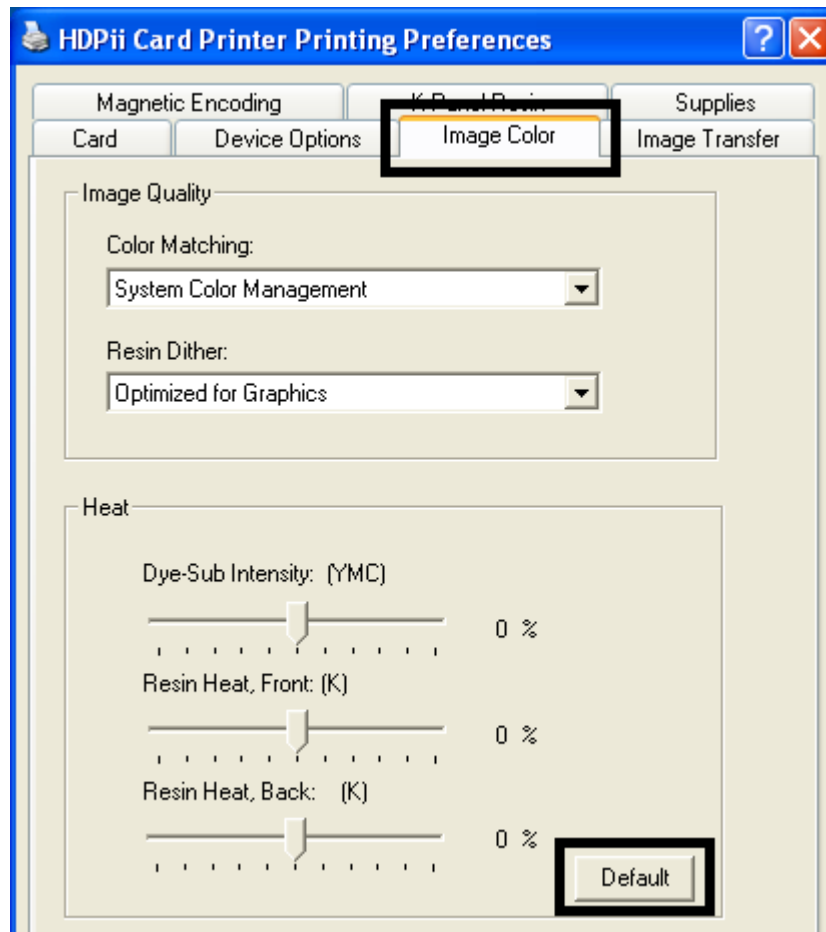 HDPii Card Printer Printing Preferences
Magnetic Encoding K Panel Resin Supplies
Card Device Options Image Color Image Transfer
Image Quality
Color Matching:
System Color Management
Resin Dither:
Optimized for Graphics
Heat
Dye-Sub Intensity: (YMC)
0 %
Resin Heat, Front: (K)
0 %
Resin Heat, Back: (K)
0 %
Default